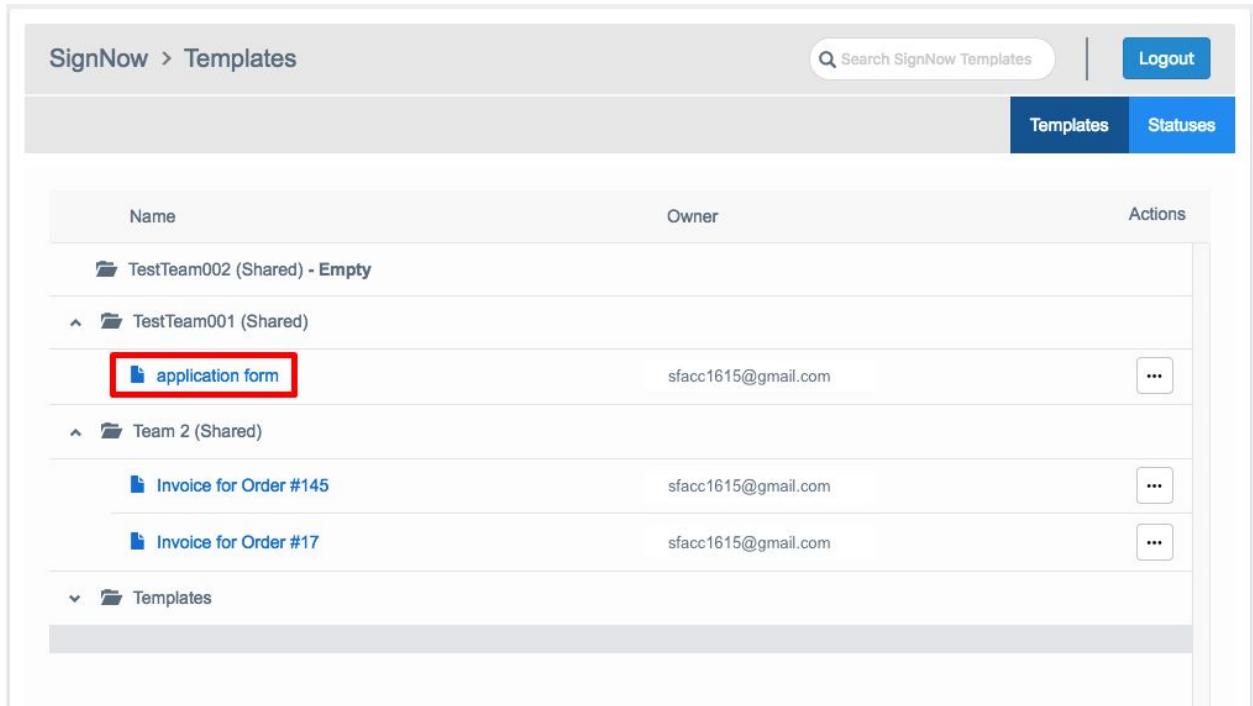 SignNow > Templates
Search SignNow Templates
Logout
Templates Statuses
Name Owner Actions
TestTeam002 (Shared) - Empty
TestTeam001 (Shared)
application form sfacc1615@gmail.com ...
Team 2 (Shared)
Invoice for Order #145 sfacc1615@gmail.com ...
Invoice for Order #17 sfacc1615@gmail.com ...
Templates